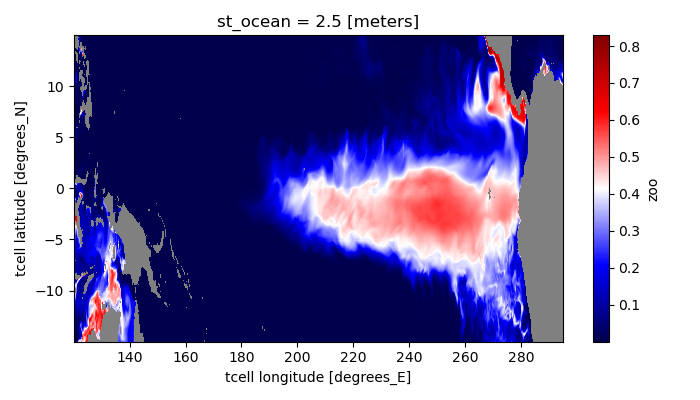 st_ocean = 2.5 [meters]
10
5
0
−5
−10
tcell latitude [degrees_N]
140 160 180 200 220 240 260 280
tcell longitude [degrees_E]
0.8
0.7
0.6
0.5
0.4
0.3
0.2
0.1
zoo